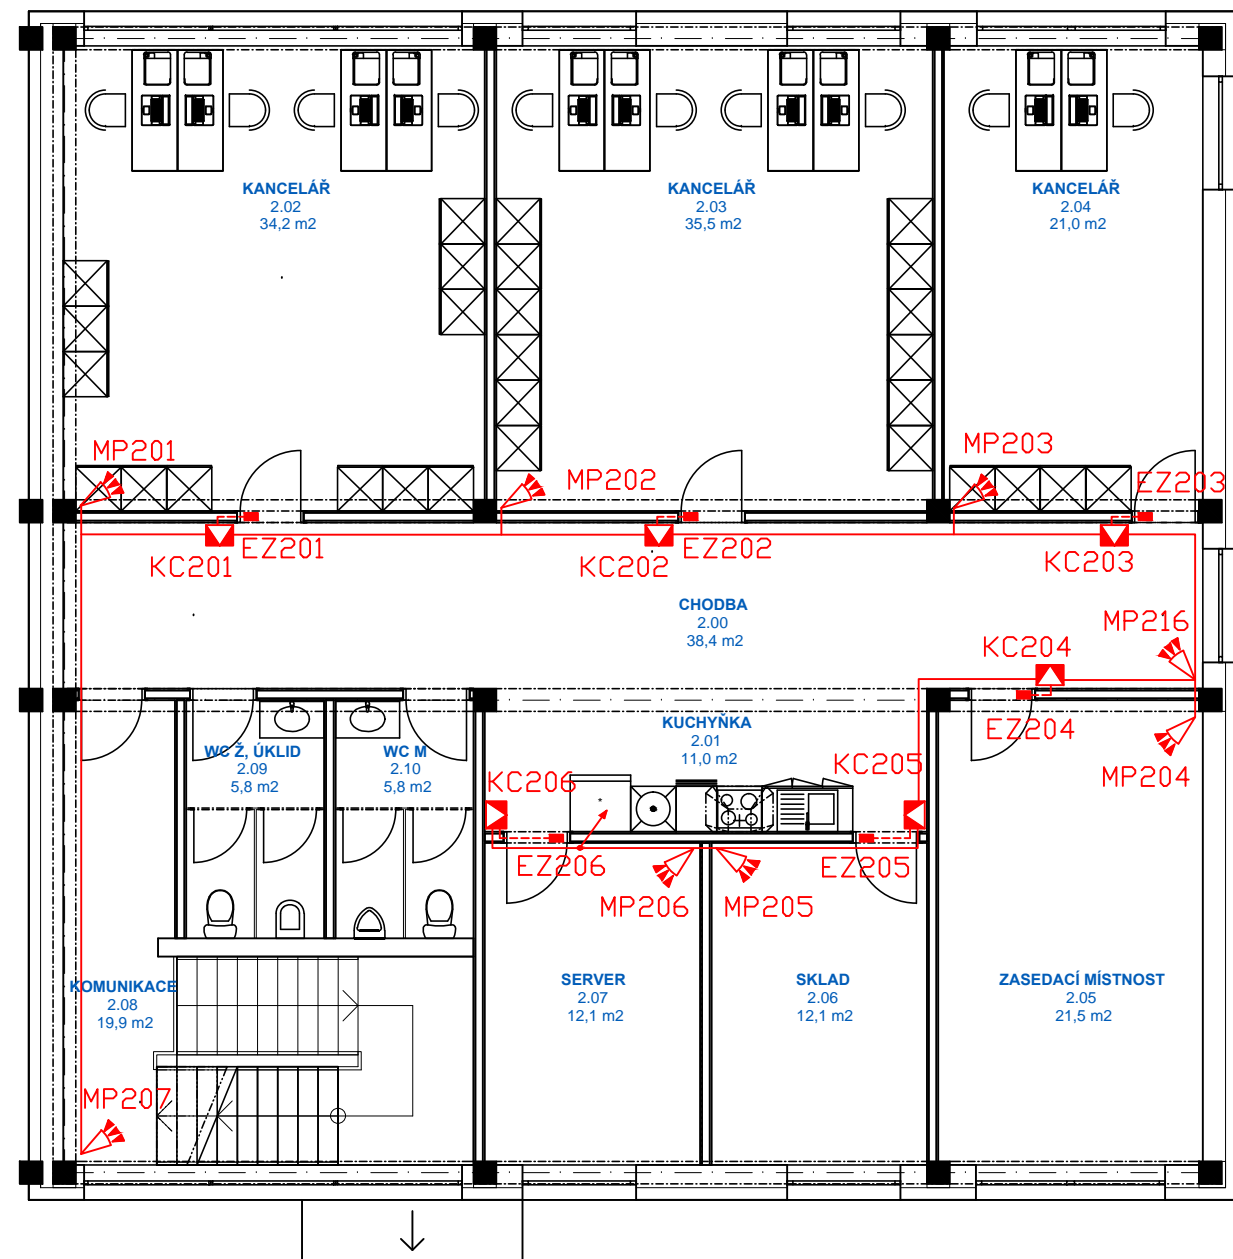 KANCELÁŘ
2.02
34,2 m2
KANCELÁŘ
2.03
35,5 m2
KANCELÁŘ
2.04
21,0 m2
MP201
MP202
MP203
EZ203
KC201
EZ201
KC202
EZ202
KC203
CHODBA
2.00
38,4 m2
MP216
KC204
EZ204
MP204
WC Ž, ÚKLID
2.09
5,8 m2
WC M
2.10
5,8 m2
KUCHYŇKA
2.01
11,0 m2
KC206
KC205
EZ206
EZ205
MP206
MP205
KOMUNIKACE
2.08
19,9 m2
SERVER
2.07
12,1 m2
SKLAD
2.06
12,1 m2
ZASEDACÍ MÍSTNOST
2.05
21,5 m2
MP207